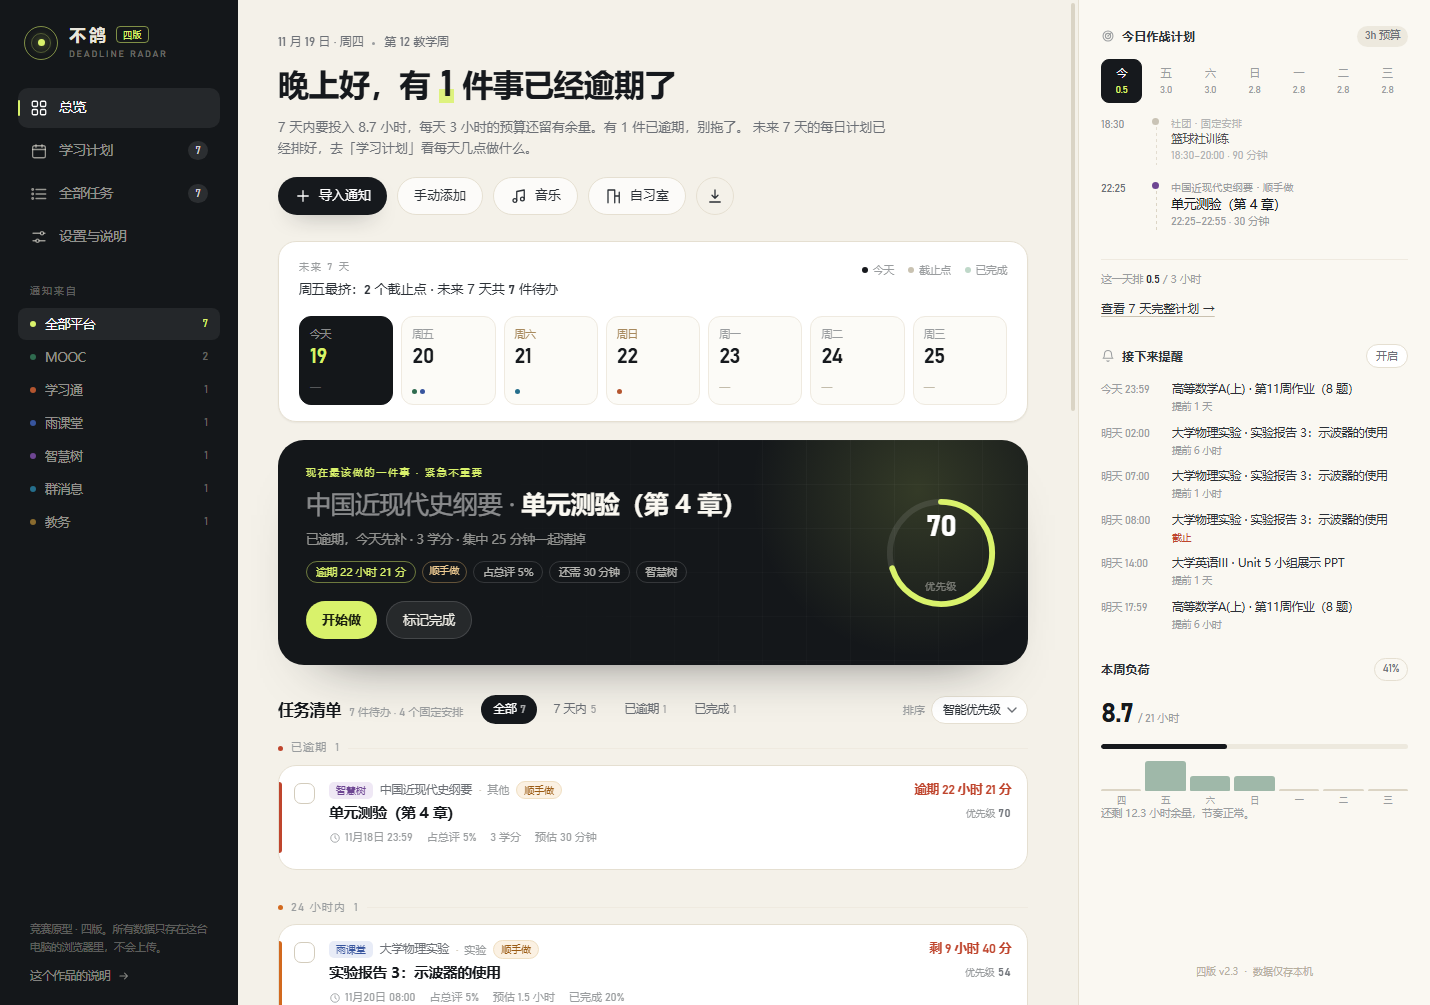 不鸽 四版
DEADLINE RADAR
总览
学习计划 7
全部任务 7
设置与说明
通知来自
全部平台 7
MOOC 2
学习通 1
雨课堂 1
智慧树 1
群消息 1
教务 1
竞赛原型 · 四版。所有数据只存在这台
电脑的浏览器里，不会上传。
这个作品的说明 →
11 月 19 日 · 周四 · 第 12 教学周
晚上好，有 1 件事已经逾期了
7 天内要投入 8.7 小时，每天 3 小时的预算还留有余量。有 1 件已逾期，别拖了。 未来 7 天的每日计划已
经排好，去「学习计划」看每天几点做什么。
导入通知 手动添加 音乐 自习室
未来 7 天
周五最挤：2 个截止点 · 未来 7 天共 7 件待办
今天 截止点 已完成
今天 周五 周六 周日 周一 周二 周三
19 20 21 22 23 24 25
— — — —
现在最该做的一件事 · 紧急不重要
中国近现代史纲要 · 单元测验（第 4 章）
已逾期，今天先补 · 3 学分 · 集中 25 分钟一起清掉
逾期 22 小时 21 分 顺手做 占总评 5% 还需 30 分钟 智慧树
开始做 标记完成
70
优先级
任务清单 7 件待办 · 4 个固定安排 全部 7 7 天内 5 已逾期 1 已完成 1 排序 智能优先级
已逾期 1
智慧树 中国近现代史纲要 · 其他 顺手做 逾期 22 小时 21 分
单元测验（第 4 章） 优先级 70
11月18日 23:59 占总评 5% 3 学分 预估 30 分钟
24 小时内 1
雨课堂 大学物理实验 · 实验 顺手做 剩 9 小时 40 分
实验报告 3：示波器的使用 优先级 54
11月20日 08:00 占总评 5% 预估 1.5 小时 已完成 20%
今日作战计划 3h 预算
今 五 六 日 一 二 三
0.5 3.0 3.0 2.8 2.8 2.8 2.8
18:30 社团 · 固定安排
篮球社训练
18:30–20:00 · 90 分钟
22:25 中国近现代史纲要 · 顺手做
单元测验（第 4 章）
22:25–22:55 · 30 分钟
这一天排 0.5 / 3 小时
查看 7 天完整计划 →
接下来提醒 开启
今天 23:59 高等数学A(上) · 第11周作业（8 题）
提前 1 天
明天 02:00 大学物理实验 · 实验报告 3：示波器的使用
提前 6 小时
明天 07:00 大学物理实验 · 实验报告 3：示波器的使用
提前 1 小时
明天 08:00 大学物理实验 · 实验报告 3：示波器的使用
截止
明天 14:00 大学英语III · Unit 5 小组展示 PPT
提前 1 天
明天 17:59 高等数学A(上) · 第11周作业（8 题）
提前 6 小时
本周负荷 41%
8.7 / 21 小时
四 五 六 日 一 二 三
还剩 12.3 小时余量，节奏正常。
四版 v2.3 · 数据仅存本机